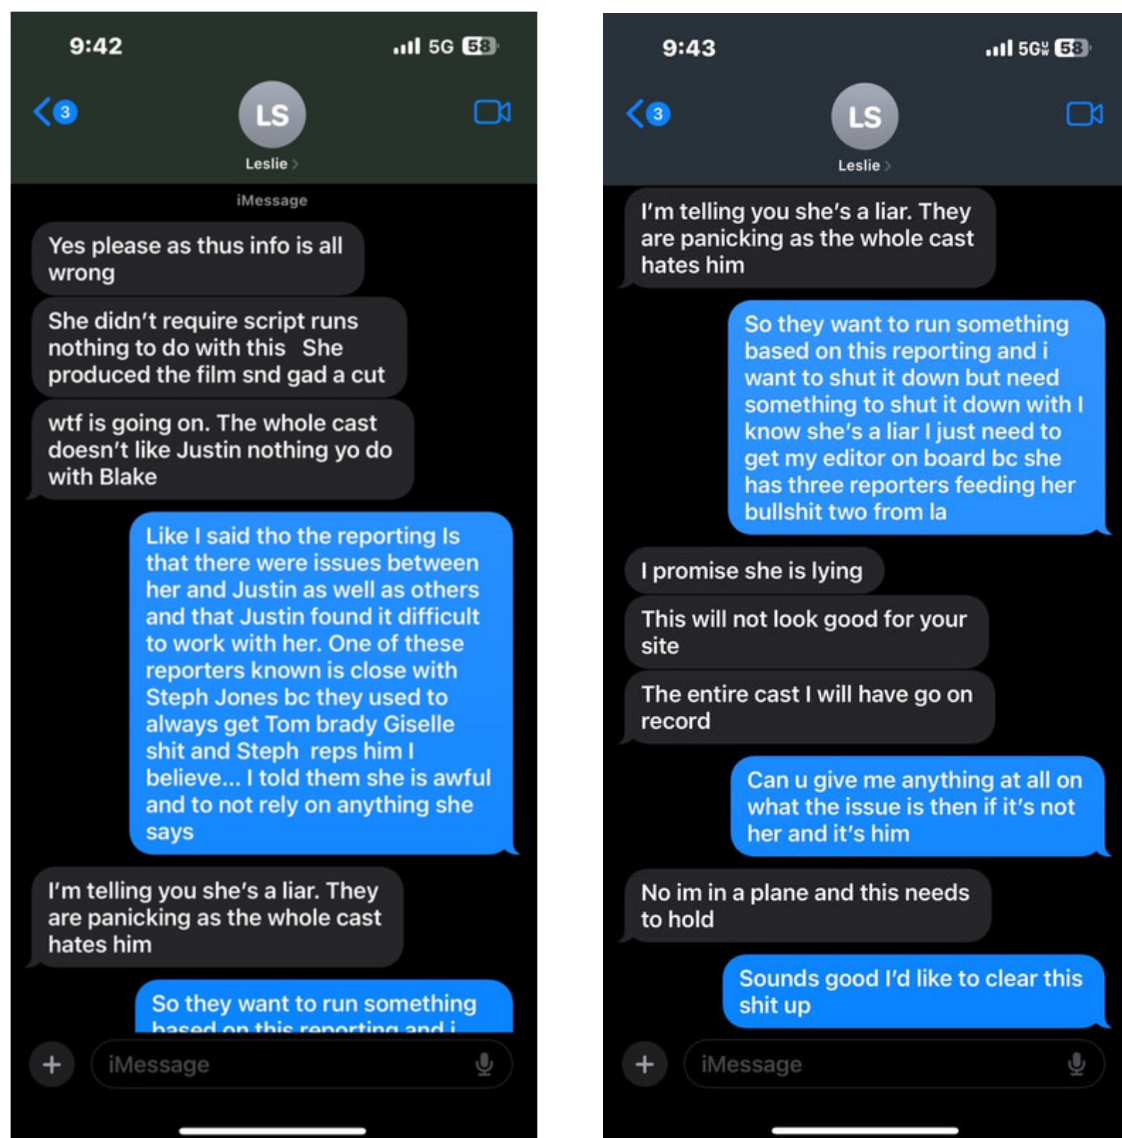 9:42
5G 58
3
LS
Leslie
iMessage
Yes please as thus info is all
wrong
She didn't require script runs
nothing to do with this She
produced the film snd gad a cut
wtf is going on. The whole cast
doesn't like Justin nothing yo do
with Blake
Like I said tho the reporting Is
that there were issues between
her and Justin as well as others
and that Justin found it difficult
to work with her. One of these
reporters known is close with
Steph Jones bc they used to
always get Tom brady Giselle
shit and Steph reps him I
believe... I told them she is awful
and to not rely on anything she
says
I'm telling you she's a liar. They
are panicking as the whole cast
hates him
So they want to run something
based on this reporting and i
iMessage
9:43
5G 58
3
LS
Leslie
I'm telling you she's a liar. They
are panicking as the whole cast
hates him
So they want to run something
based on this reporting and i
want to shut it down but need
something to shut it down with I
know she's a liar I just need to
get my editor on board bc she
has three reporters feeding her
bullshit two from la
I promise she is lying
This will not look good for your
site
The entire cast I will have go on
record
Can u give me anything at all on
what the issue is then if it's not
her and it's him
No im in a plane and this needs
to hold
Sounds good I'd like to clear this
shit up
iMessage